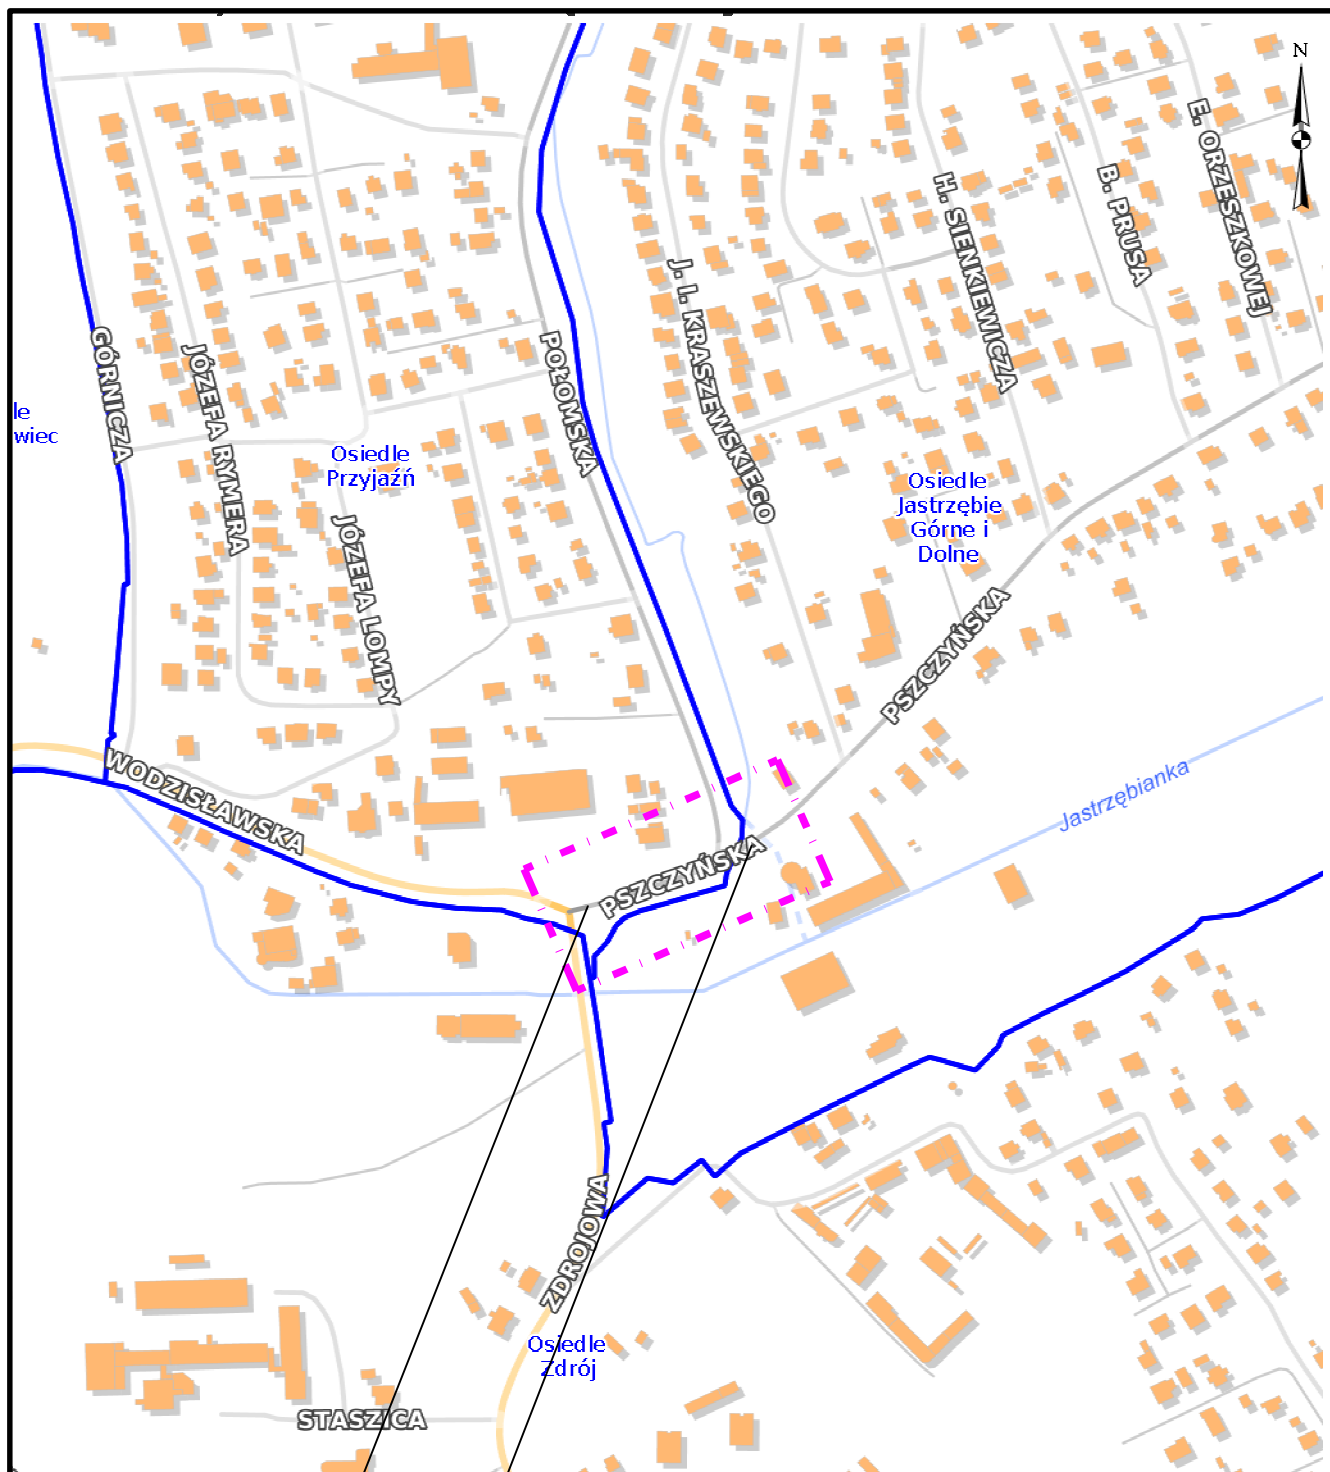 N
E. ORZESZKOWEJ
B. PRUSA
H. SIENKIEWICZA
J. I. KRASZEWSKIEGO
GÓRNICZA
JÓZEFA RYMERA
POŁOMSKA
le
wiec
Osiedle
Przyjaźń
Osiedle
Jastrzębie
Górne i
Dolne
JÓZEFA LOMPY
PSZCZYŃSKA
WODZISŁAWSKA
Jastrzębianka
PSZCZYŃSKA
ZDROJOWA
Osiedle
Zdrój
STASZICA